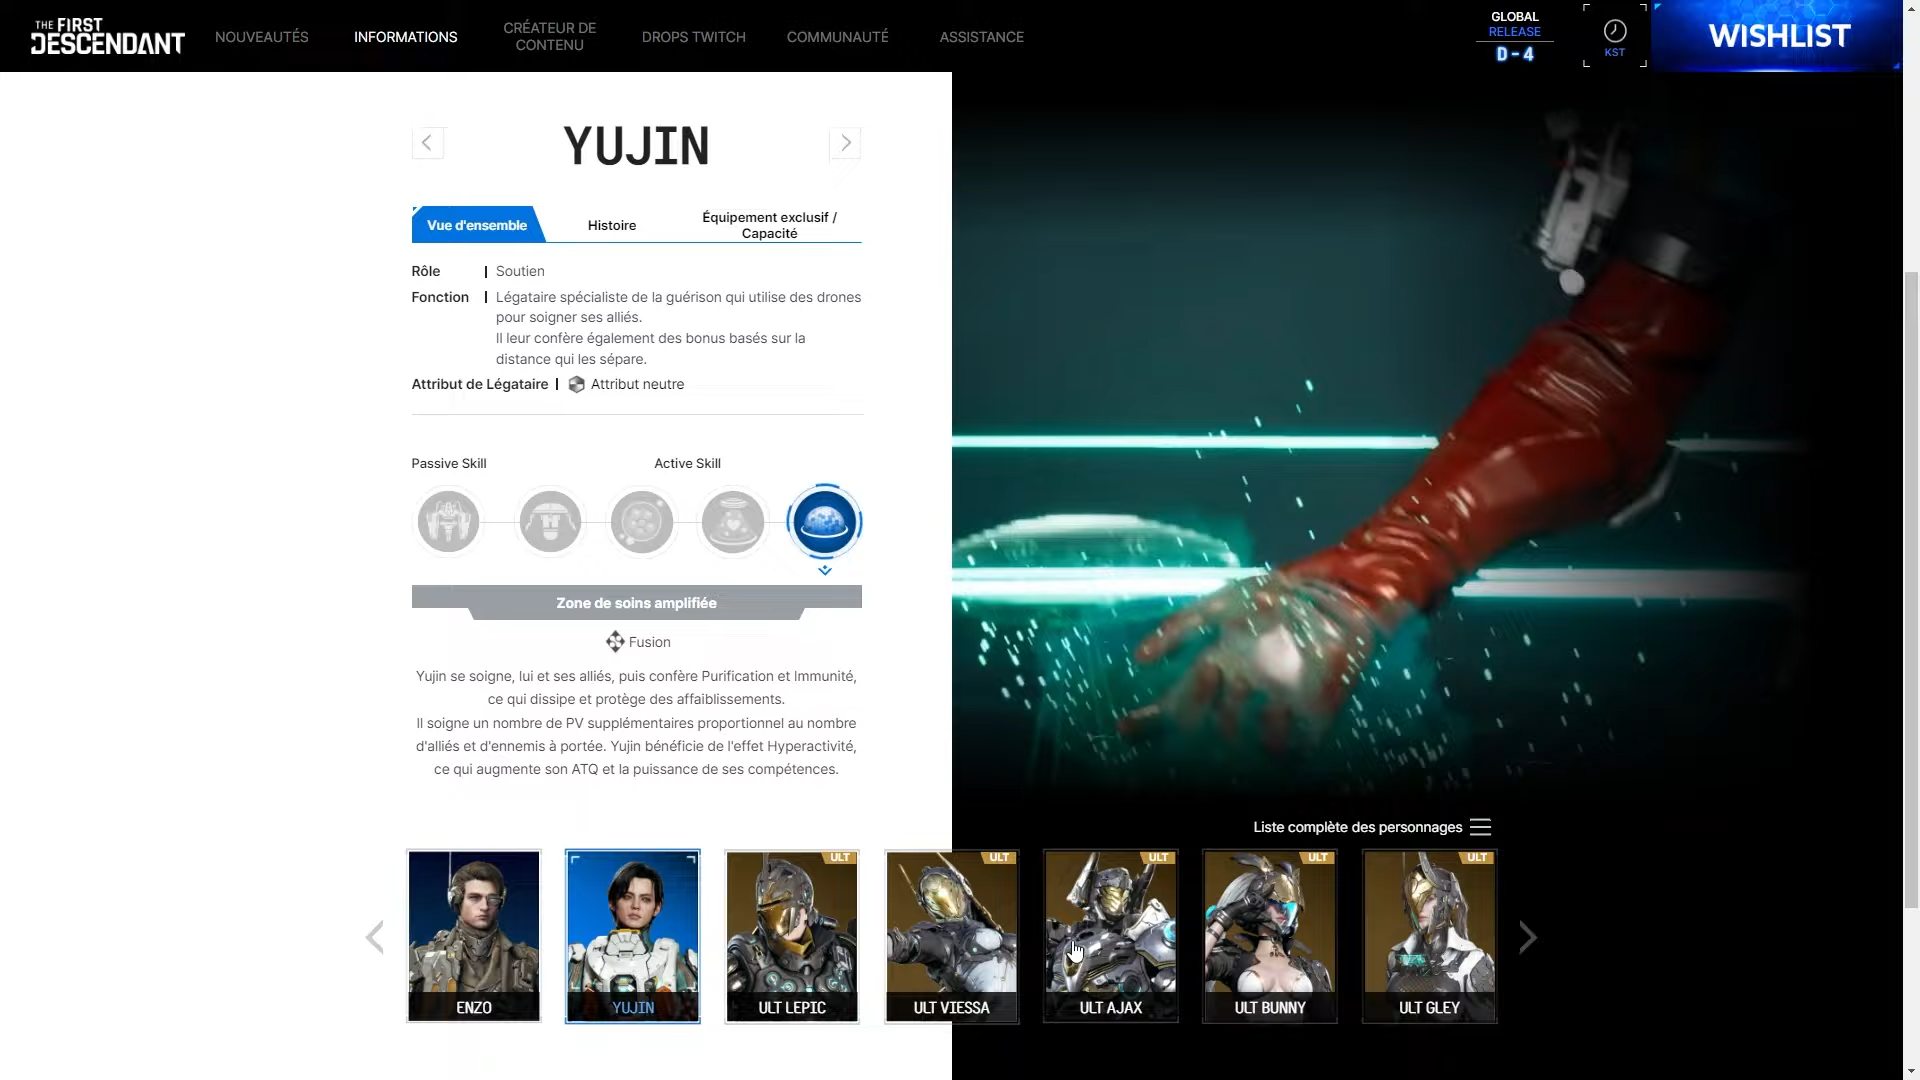 THE FIRST
DESCENDANT
NOUVEAUTÉS
INFORMATIONS
CRÉATEUR DE
CONTENU
DROPS TWITCH
COMMUNAUTÉ
ASSISTANCE
GLOBAL
RELEASE
D-4
KST
WISHLIST
YUJIN
Vue d'ensemble
Histoire
Équipement exclusif /
Capacité
Rôle
Soutien
Fonction
Légataire spécialiste de la guérison qui utilise des drones
pour soigner ses alliés.
Il leur confère également des bonus basés sur la
distance qui les sépare.
Attribut de Légataire
Attribut neutre
Passive Skill
Active Skill
Zone de soins amplifiée
Fusion
Yujin se soigne, lui et ses alliés, puis confère Purification et Immunité,
ce qui dissipe et protège des affaiblissements.
Il soigne un nombre de PV supplémentaires proportionnel au nombre
d'alliés et d'ennemis à portée. Yujin bénéficie de l'effet Hyperactivité,
ce qui augmente son ATQ et la puissance de ses compétences.
Liste complète des personnages
ENZO
YUJIN
ULT
ULT LEPIC
ULT
ULT VIESSA
ULT
ULT AJAX
ULT
ULT BUNNY
ULT
ULT GLEY